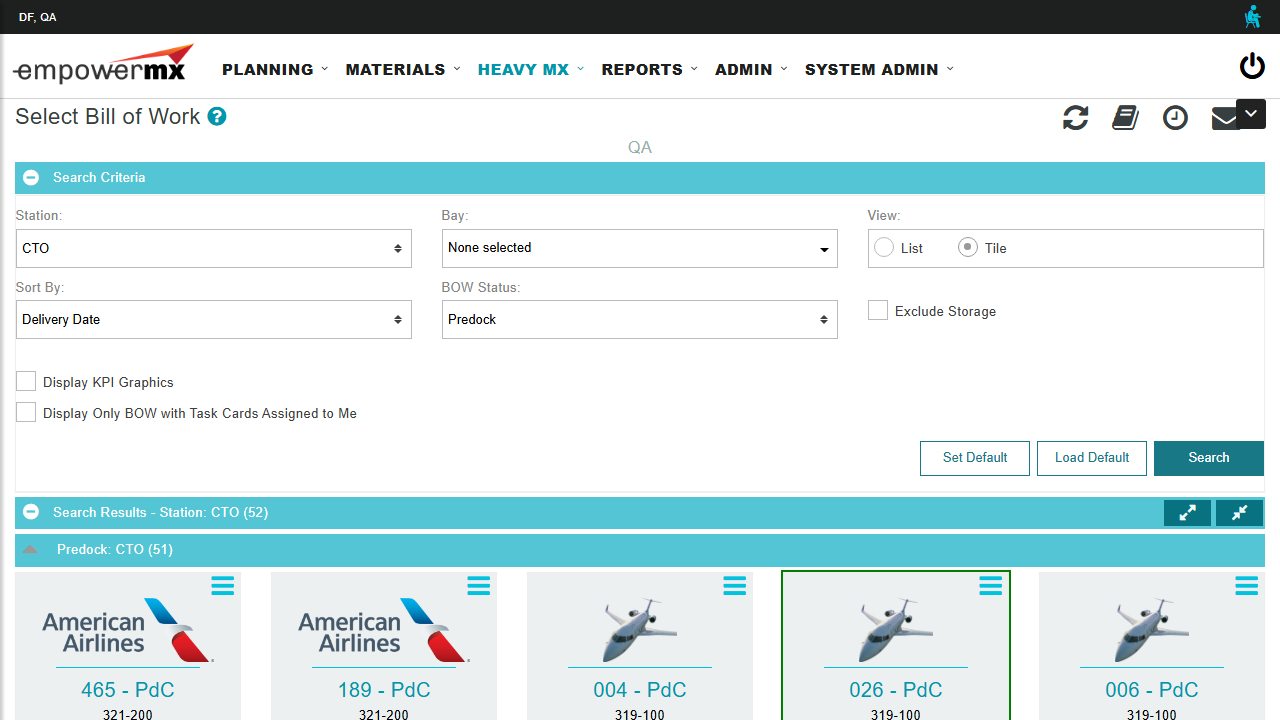 DF, QA
empowermx
PLANNING MATERIALS HEAVY MX REPORTS ADMIN SYSTEM ADMIN
Select Bill of Work ?
QA
Search Criteria
Station: Bay: View:
CTO None selected List Tile
Sort By: BOW Status:
Delivery Date Predock Exclude Storage
Display KPI Graphics
Display Only BOW with Task Cards Assigned to Me
Set Default Load Default Search
Search Results - Station: CTO (52)
Predock: CTO (51)
American Airlines American Airlines
465 - PdC 189 - PdC 004 - PdC 026 - PdC 006 - PdC
321-200 321-200 319-100 319-100 319-100